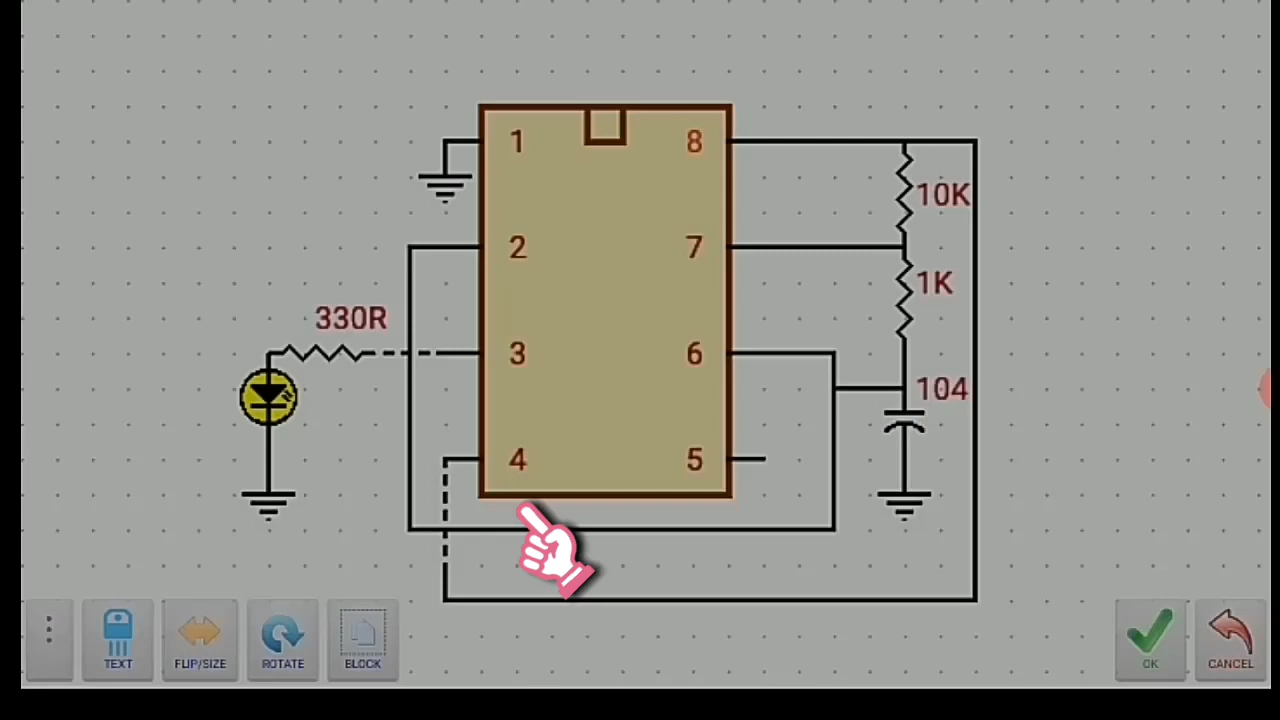 1 8
10K
2 7
1K
330R
3 6
104
4 5
TEXT
FLIP/SIZE
ROTATE
BLOCK
OK
CANCEL